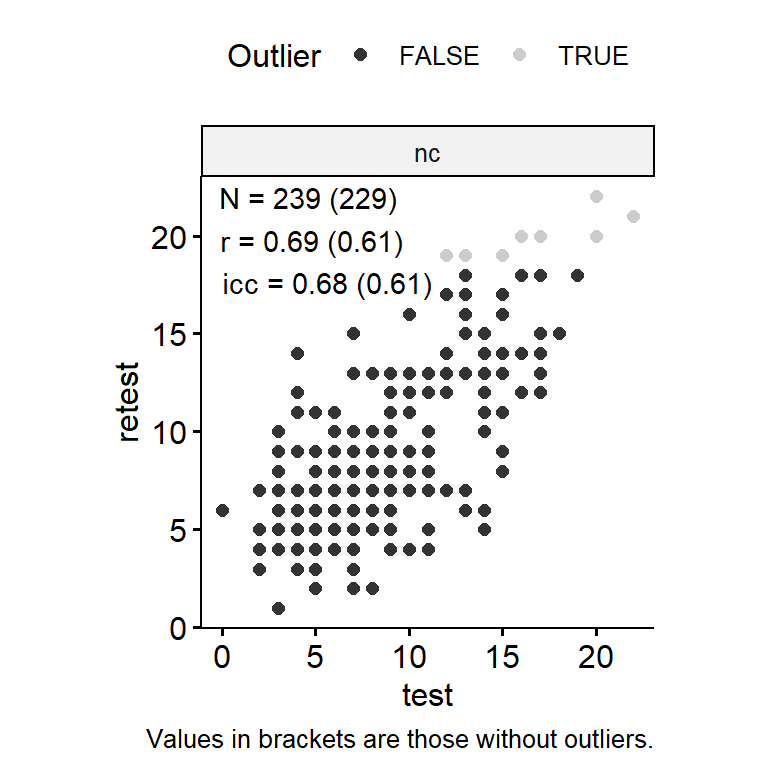 Outlier FALSE TRUE
nc
N = 239 (229)
r = 0.69 (0.61)
icc = 0.68 (0.61)
20
15
10
5
0
retest
0 5 10 15 20
test
Values in brackets are those without outliers.